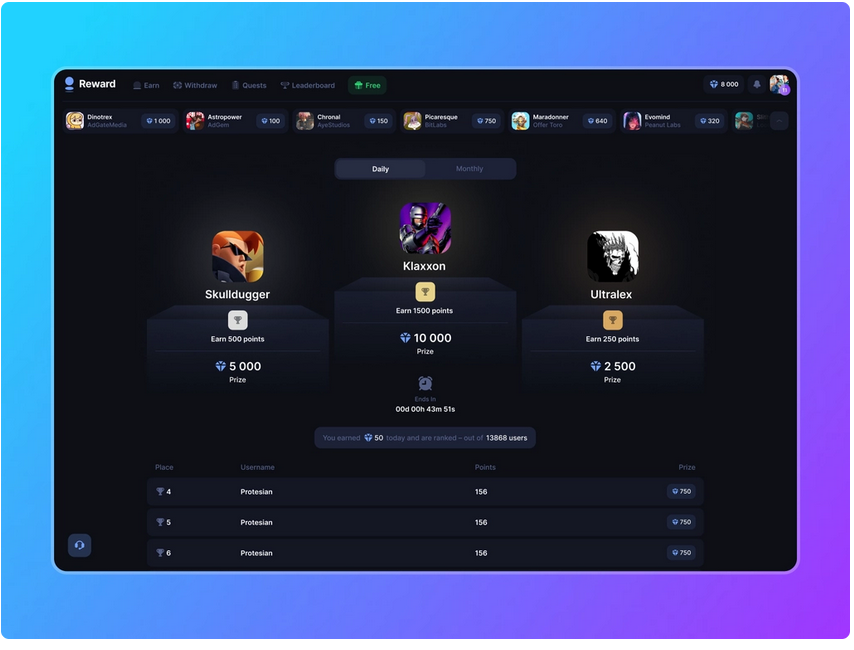 Reward Earn Withdraw Quests Leaderboard Free 8 000
Dinotrex 1 000 Astropower 100 Chronal 150 Picaresque 750 Maradonner 640 Evomind 320
AdGateMedia AdGem AyeStudios BitLabs Offer Toro Peanut Labs
Daily Monthly
Klaxxon
Skulldugger Ultralex
Earn 1500 points
Earn 500 points Earn 250 points
10 000
Prize
5 000 2 500
Prize Prize
Ends In
00d 00h 43m 51s
You earned 50 today and are ranked – out of 13868 users
Place Username Points Prize
4 Protesian 156 750
5 Protesian 156 750
6 Protesian 156 750